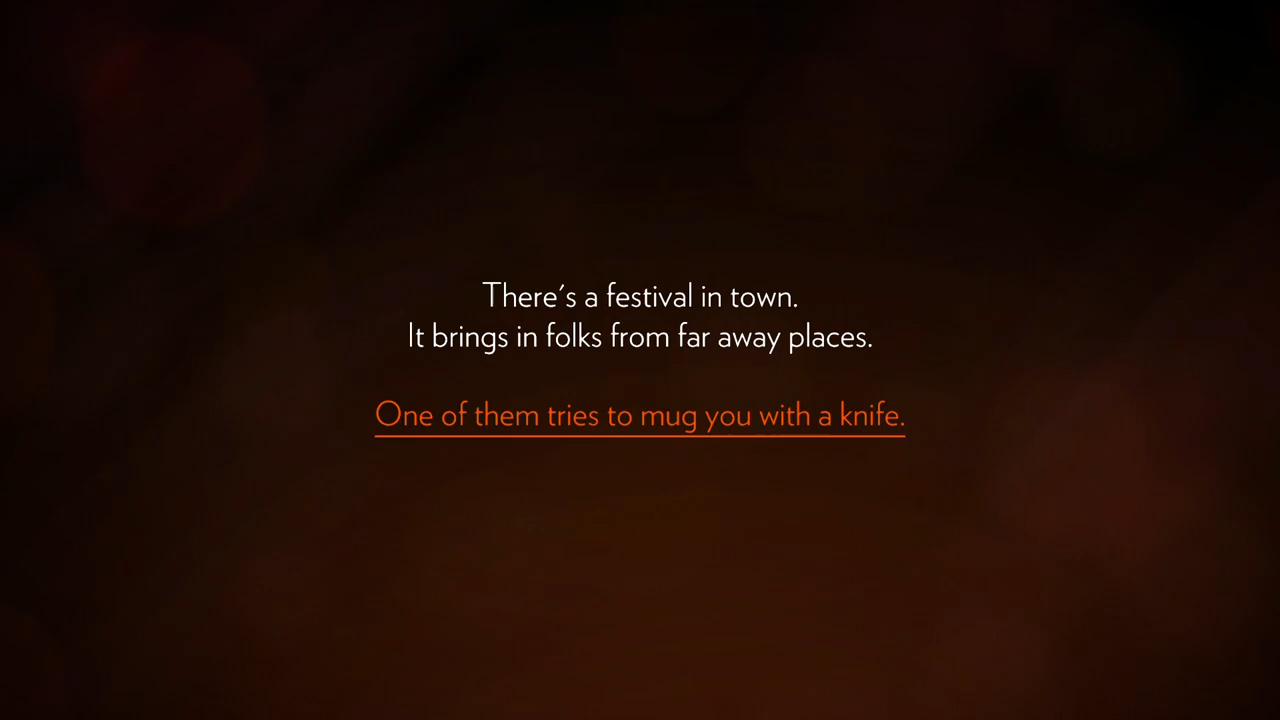 There's a festival in town.
It brings in folks from far away places.
One of them tries to mug you with a knife.